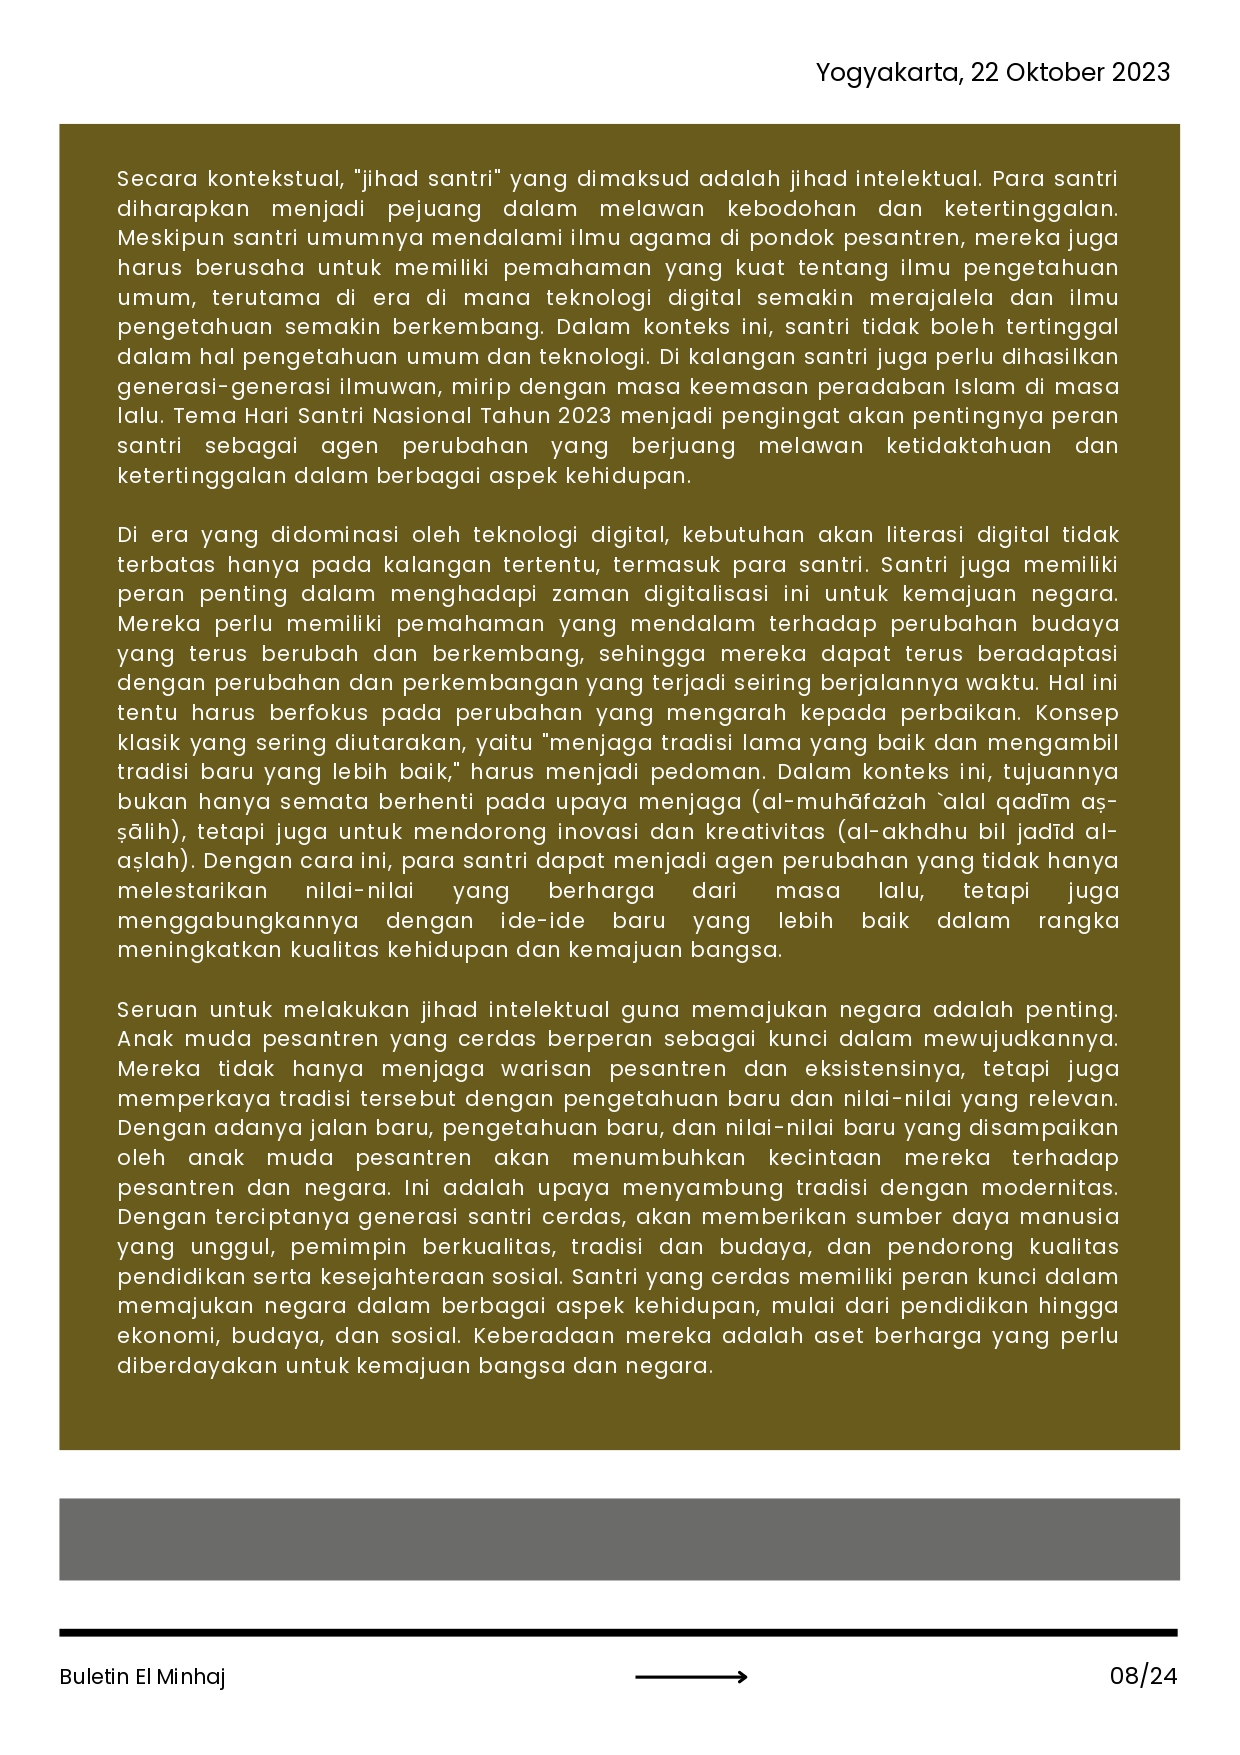 Yogyakarta, 22 Oktober 2023
Secara kontekstual, "jihad santri" yang dimaksud adalah jihad intelektual. Para santri
diharapkan menjadi pejuang dalam melawan kebodohan dan ketertinggalan.
Meskipun santri umumnya mendalami ilmu agama di pondok pesantren, mereka juga
harus berusaha untuk memiliki pemahaman yang kuat tentang ilmu pengetahuan
umum, terutama di era di mana teknologi digital semakin merajalela dan ilmu
pengetahuan semakin berkembang. Dalam konteks ini, santri tidak boleh tertinggal
dalam hal pengetahuan umum dan teknologi. Di kalangan santri juga perlu dihasilkan
generasi-generasi ilmuwan, mirip dengan masa keemasan peradaban Islam di masa
lalu. Tema Hari Santri Nasional Tahun 2023 menjadi pengingat akan pentingnya peran
santri sebagai agen perubahan yang berjuang melawan ketidaktahuan dan
ketertinggalan dalam berbagai aspek kehidupan.
Di era yang didominasi oleh teknologi digital, kebutuhan akan literasi digital tidak
terbatas hanya pada kalangan tertentu, termasuk para santri. Santri juga memiliki
peran penting dalam menghadapi zaman digitalisasi ini untuk kemajuan negara.
Mereka perlu memiliki pemahaman yang mendalam terhadap perubahan budaya
yang terus berubah dan berkembang, sehingga mereka dapat terus beradaptasi
dengan perubahan dan perkembangan yang terjadi seiring berjalannya waktu. Hal ini
tentu harus berfokus pada perubahan yang mengarah kepada perbaikan. Konsep
klasik yang sering diutarakan, yaitu "menjaga tradisi lama yang baik dan mengambil
tradisi baru yang lebih baik," harus menjadi pedoman. Dalam konteks ini, tujuannya
bukan hanya semata berhenti pada upaya menjaga (al-muhāfażah `alal qadīm aṣ-
ṣālih), tetapi juga untuk mendorong inovasi dan kreativitas (al-akhdhu bil jadīd al-
aṣlah). Dengan cara ini, para santri dapat menjadi agen perubahan yang tidak hanya
melestarikan nilai-nilai yang berharga dari masa lalu, tetapi juga
menggabungkannya dengan ide-ide baru yang lebih baik dalam rangka
meningkatkan kualitas kehidupan dan kemajuan bangsa.
Seruan untuk melakukan jihad intelektual guna memajukan negara adalah penting.
Anak muda pesantren yang cerdas berperan sebagai kunci dalam mewujudkannya.
Mereka tidak hanya menjaga warisan pesantren dan eksistensinya, tetapi juga
memperkaya tradisi tersebut dengan pengetahuan baru dan nilai-nilai yang relevan.
Dengan adanya jalan baru, pengetahuan baru, dan nilai-nilai baru yang disampaikan
oleh anak muda pesantren akan menumbuhkan kecintaan mereka terhadap
pesantren dan negara. Ini adalah upaya menyambung tradisi dengan modernitas.
Dengan terciptanya generasi santri cerdas, akan memberikan sumber daya manusia
yang unggul, pemimpin berkualitas, tradisi dan budaya, dan pendorong kualitas
pendidikan serta kesejahteraan sosial. Santri yang cerdas memiliki peran kunci dalam
memajukan negara dalam berbagai aspek kehidupan, mulai dari pendidikan hingga
ekonomi, budaya, dan sosial. Keberadaan mereka adalah aset berharga yang perlu
diberdayakan untuk kemajuan bangsa dan negara.
Buletin El Minhaj
08/24